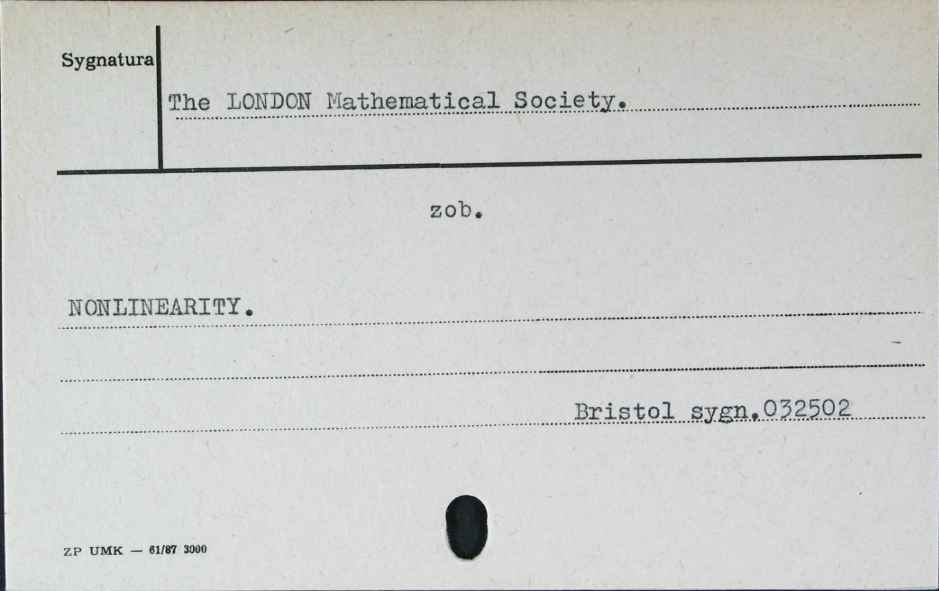 Sygnatura
The LONDON Mathematical Society.
zob.
NONLINEARITY.
Bristol sygn.032502
ZP UMK — 61/87 3000